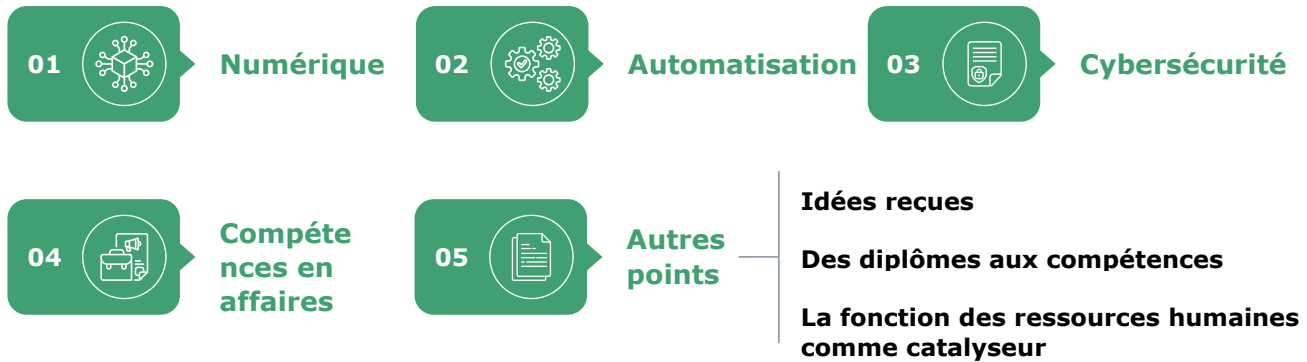 01
Numérique
02
Automatisation
03
Cybersécurité
04
Compéte
nces en
affaires
05
Autres
points
Idées reçues
Des diplômes aux compétences
La fonction des ressources humaines
comme catalyseur